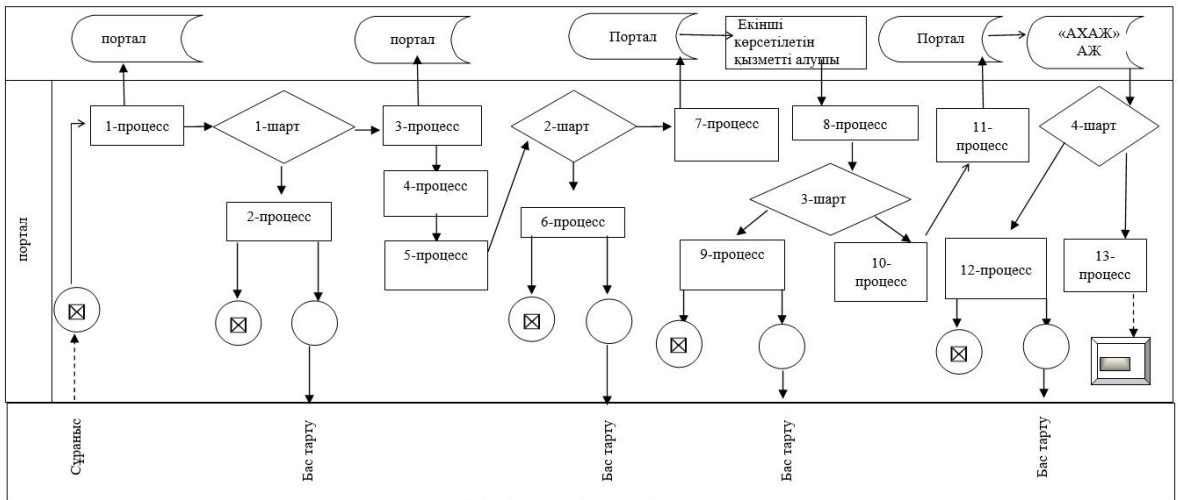 портал
портал
Портал
Екінші
көрсетілетін
қызметті алушы
Портал
«АХАЖ»
АЖ
портал
1-процесс
1-шарт
2-процесс
3-процесс
4-процесс
5-процесс
2-шарт
6-процесс
7-процесс
8-процесс
3-шарт
9-процесс
10-
процесс
11-
процесс
4-шарт
12-процесс
13-
процесс
Сұраныс
Бас тарту
Бас тарту
Бас тарту
Бас тарту